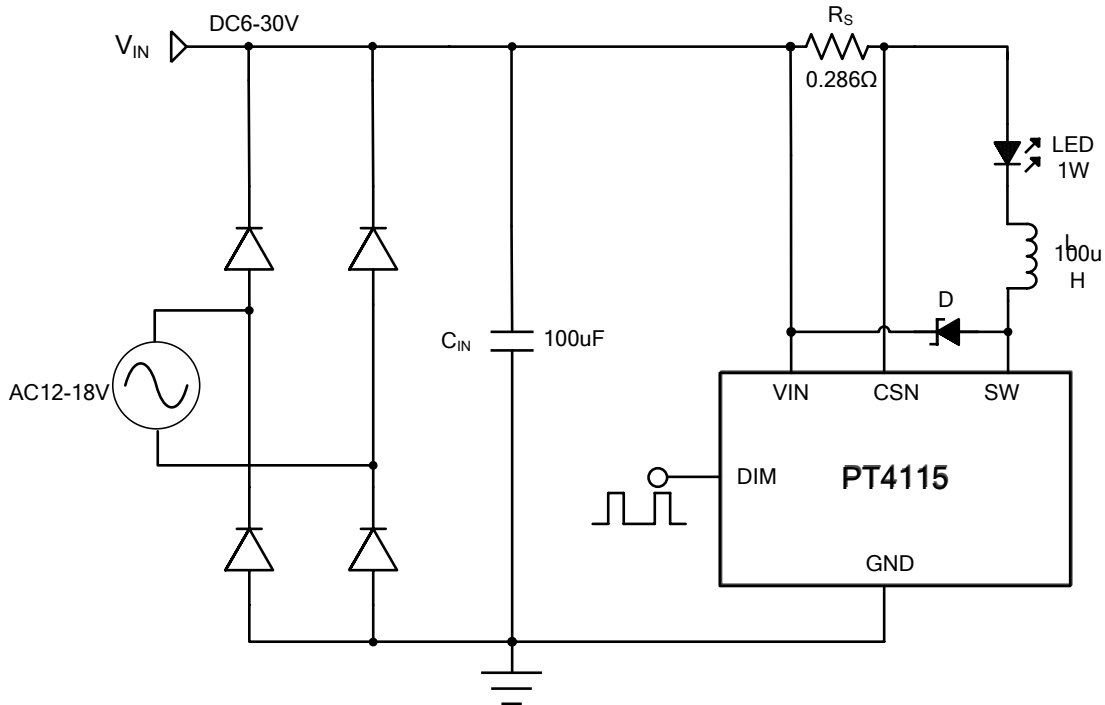 DC6-30V
VIN
RS
0.286Ω
LED
1W
L
100u
H
D
CIN
100uF
AC12-18V
VIN
CSN
SW
DIM
PT4115
GND